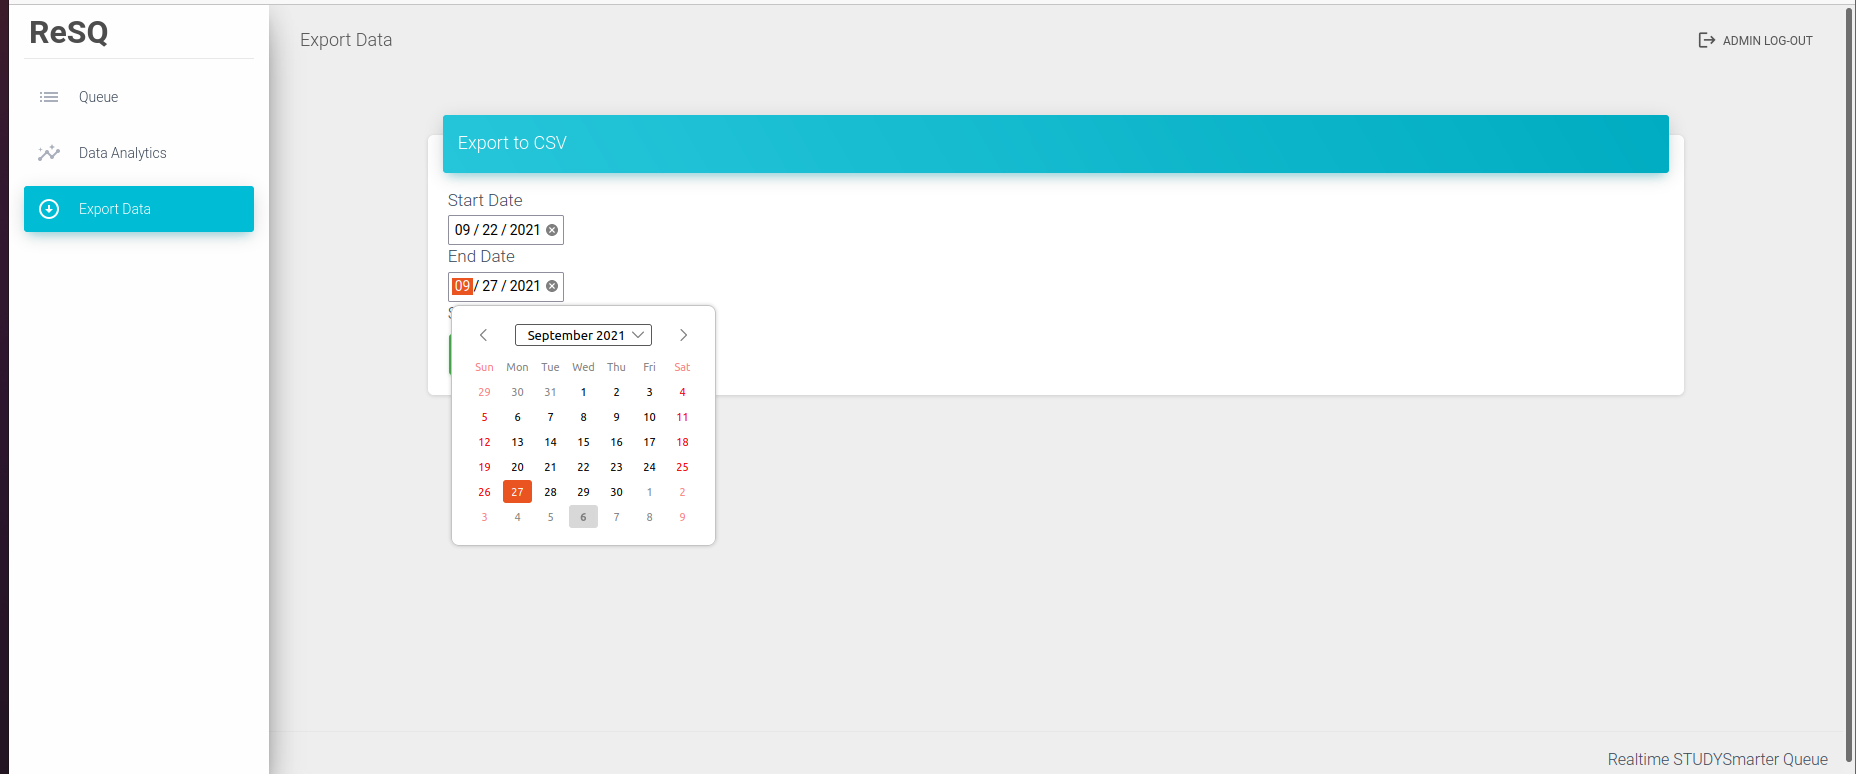 ReSQ
Queue
Data Analytics
Export Data
Export Data
ADMIN LOG-OUT
Export to CSV
Start Date
09 / 22 / 2021
End Date
09 / 27 / 2021
September 2021
Sun Mon Tue Wed Thu Fri Sat
29 30 31 1 2 3 4
5 6 7 8 9 10 11
12 13 14 15 16 17 18
19 20 21 22 23 24 25
26 27 28 29 30 1 2
3 4 5 6 7 8 9
Realtime STUDYSmarter Queue